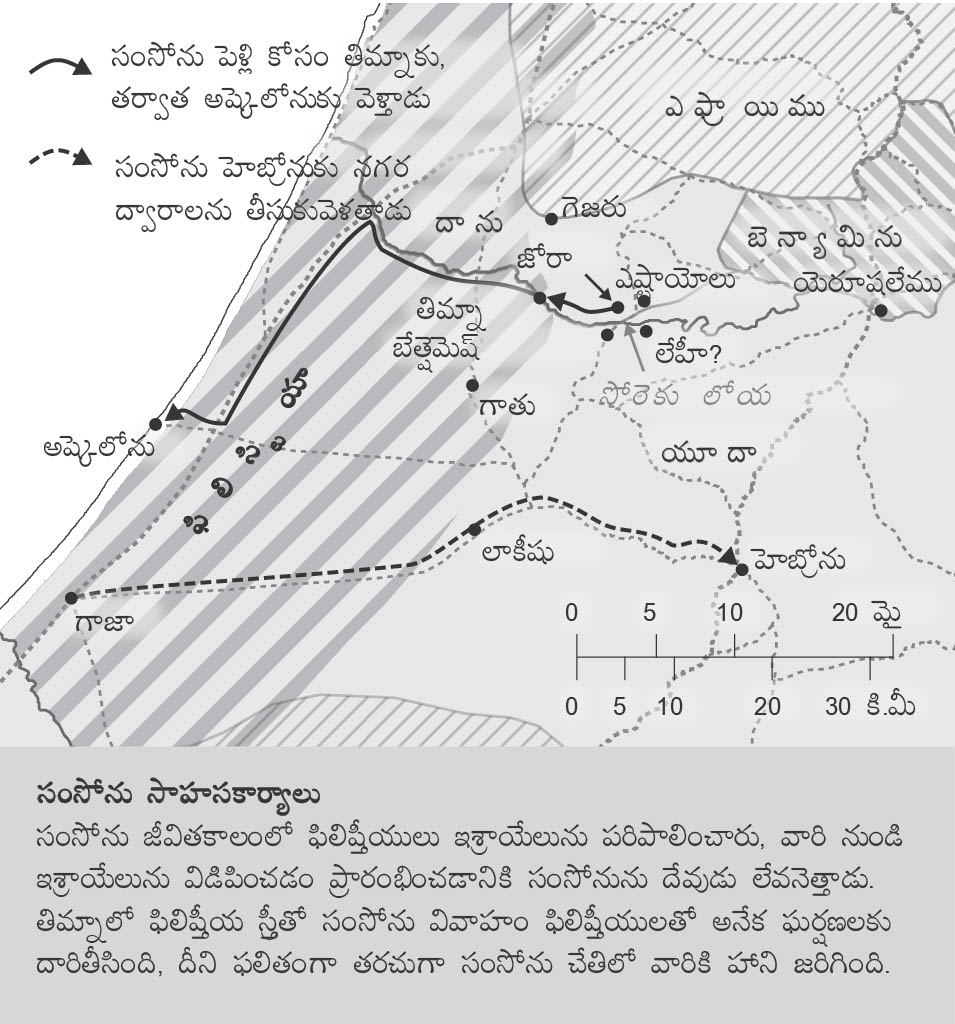 సంసోను పెళ్లి కోసం తిమ్నాకు,
తర్వాత అష్కెలోనుకు వెళ్తాడు
సంసోను హెబ్రోనుకు నగర
ద్వారాలను తీసుకువెళతాడు
ఎ ఫ్రా యి ము
దా ను
గెజరు
బె న్యా మి ను
జోరా
ఎష్తాయోలు
యెరూషలేము
తిమ్నా
బేత్షెమెష్
లేహీ?
గాతు
సోరెకు లోయ
అష్కెలోను
యూ దా
లాకీషు
హెబ్రోను
గాజా
0 5 10 20 మై
0 5 10 20 30 కి.మీ
సంసోను సాహసకార్యాలు
సంసోను జీవితకాలంలో ఫిలిష్తీయులు ఇశ్రాయేలును పరిపాలించారు, వారి నుండి
ఇశ్రాయేలును విడిపించడం ప్రారంభించడానికి సంసోనును దేవుడు లేవనెత్తాడు.
తిమ్నాలో ఫిలిష్తీయ స్త్రీతో సంసోను వివాహం ఫిలిష్తీయులతో అనేక ఘర్షణలకు
దారితీసింది, దీని ఫలితంగా తరచుగా సంసోను చేతిలో వారికి హాని జరిగింది.